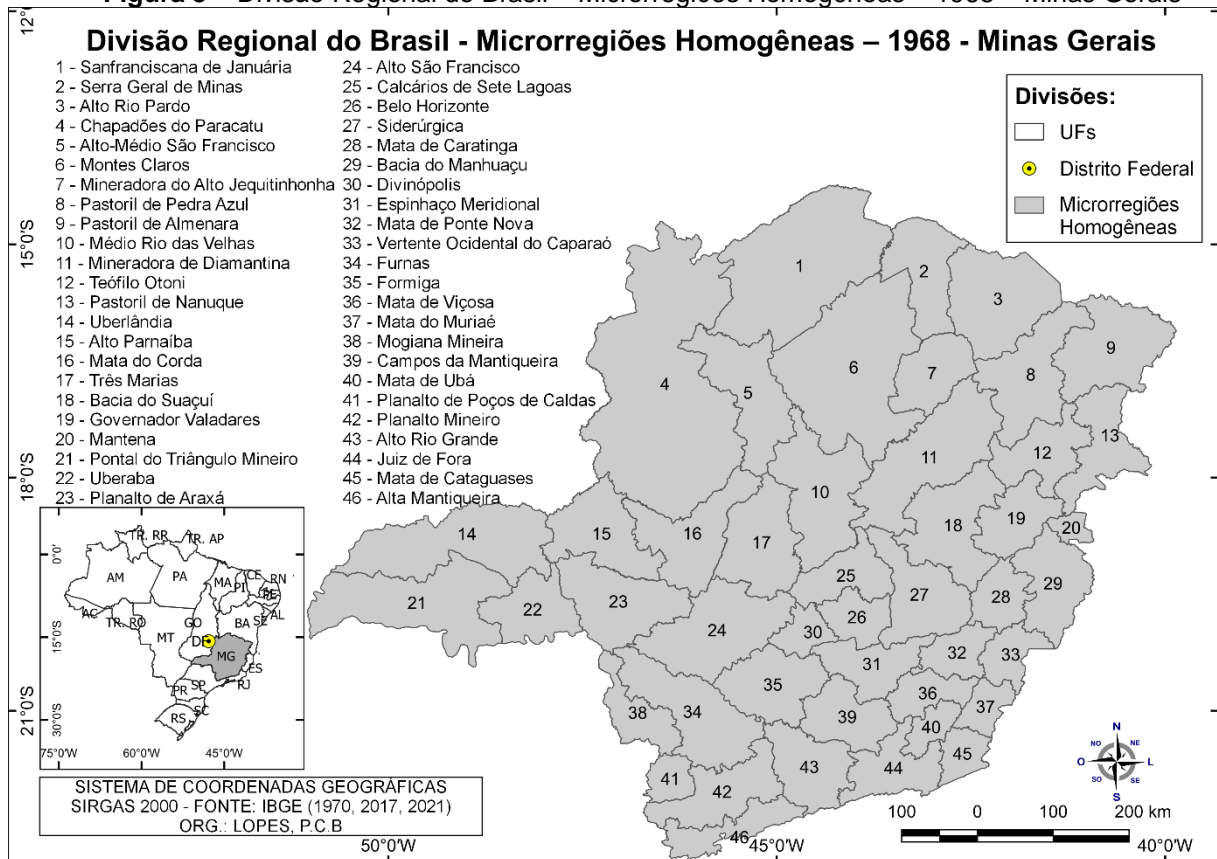 Figura 3 – Divisão Regional do Brasil – Microrregiões Homogêneas – 1968 – Minas Gerais
Divisão Regional do Brasil - Microrregiões Homogêneas – 1968 - Minas Gerais
1 - Sanfranciscana de Januária
2 - Serra Geral de Minas
3 - Alto Rio Pardo
4 - Chapadões do Paracatu
5 - Alto-Médio São Francisco
6 - Montes Claros
7 - Mineradora do Alto Jequitinhonha
8 - Pastoril de Pedra Azul
9 - Pastoril de Almenara
10 - Médio Rio das Velhas
11 - Mineradora de Diamantina
12 - Teófilo Otoni
13 - Pastoril de Nanuque
14 - Uberlândia
15 - Alto Parnaíba
16 - Mata do Corda
17 - Três Marias
18 - Bacia do Suaçuí
19 - Governador Valadares
20 - Mantena
21 - Pontal do Triângulo Mineiro
22 - Uberaba
23 - Planalto de Araxá
24 - Alto São Francisco
25 - Calcários de Sete Lagoas
26 - Belo Horizonte
27 - Siderúrgica
28 - Mata de Caratinga
29 - Bacia do Manhuaçu
30 - Divinópolis
31 - Espinhaço Meridional
32 - Mata de Ponte Nova
33 - Vertente Ocidental do Caparaó
34 - Furnas
35 - Formiga
36 - Mata de Viçosa
37 - Mata do Muriaé
38 - Mogiana Mineira
39 - Campos da Mantiqueira
40 - Mata de Ubá
41 - Planalto de Poços de Caldas
42 - Planalto Mineiro
43 - Alto Rio Grande
44 - Juiz de Fora
45 - Mata de Cataguases
46 - Alta Mantiqueira
Divisões:
UFs
Distrito Federal
Microrregiões
Homogêneas
12°
15°0'S
18°0'S
21°0'S
50°0'W
45°0'W
40°0'W
1
2
3
4
5
6
7
8
9
10
11
12
13
14
15
16
17
18
19
20
21
22
23
24
25
26
27
28
29
30
31
32
33
34
35
36
37
38
39
40
41
42
43
44
45
46
TR. RR
TR. AP
AM
PA
MA
CE
RN
PI
PE
AL
SE
AC
TR. RO
MT
GO
BA
DF
MG
ES
RJ
SP
PR
SC
RS
0°0'
15°0'S
30°0'S
75°0'W
60°0'W
45°0'W
SISTEMA DE COORDENADAS GEOGRÁFICAS
SIRGAS 2000 - FONTE: IBGE (1970, 2017, 2021)
ORG.: LOPES, P.C.B
N
NO
NE
O
L
SO
SE
S
100 0 100 200 km